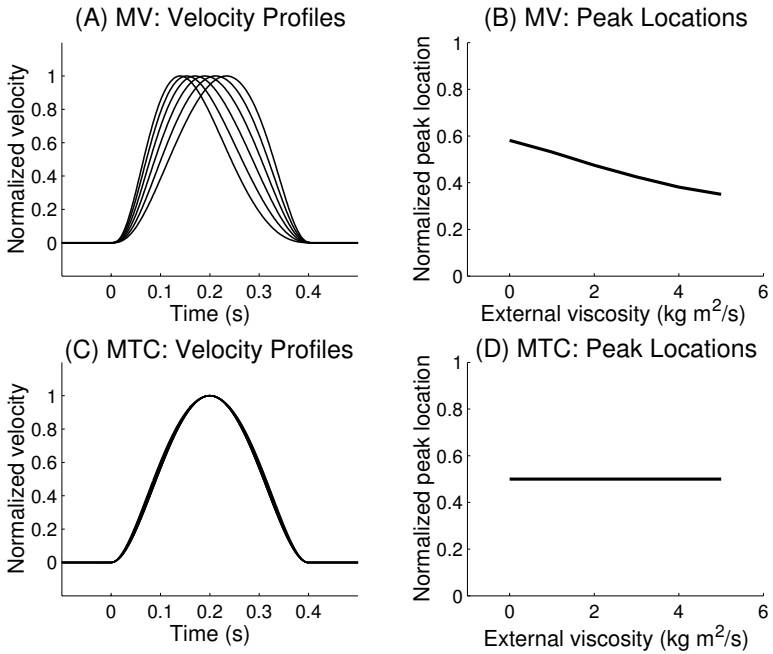 (A) MV: Velocity Profiles
Normalized velocity
1
0.8
0.6
0.4
0.2
0
0 0.1 0.2 0.3 0.4
Time (s)
(B) MV: Peak Locations
Normalized peak location
1
0.8
0.6
0.4
0.2
0
0 2 4 6
External viscosity (kg m²/s)
(C) MTC: Velocity Profiles
Normalized velocity
1
0.8
0.6
0.4
0.2
0
0 0.1 0.2 0.3 0.4
Time (s)
(D) MTC: Peak Locations
Normalized peak location
1
0.8
0.6
0.4
0.2
0
0 2 4 6
External viscosity (kg m²/s)